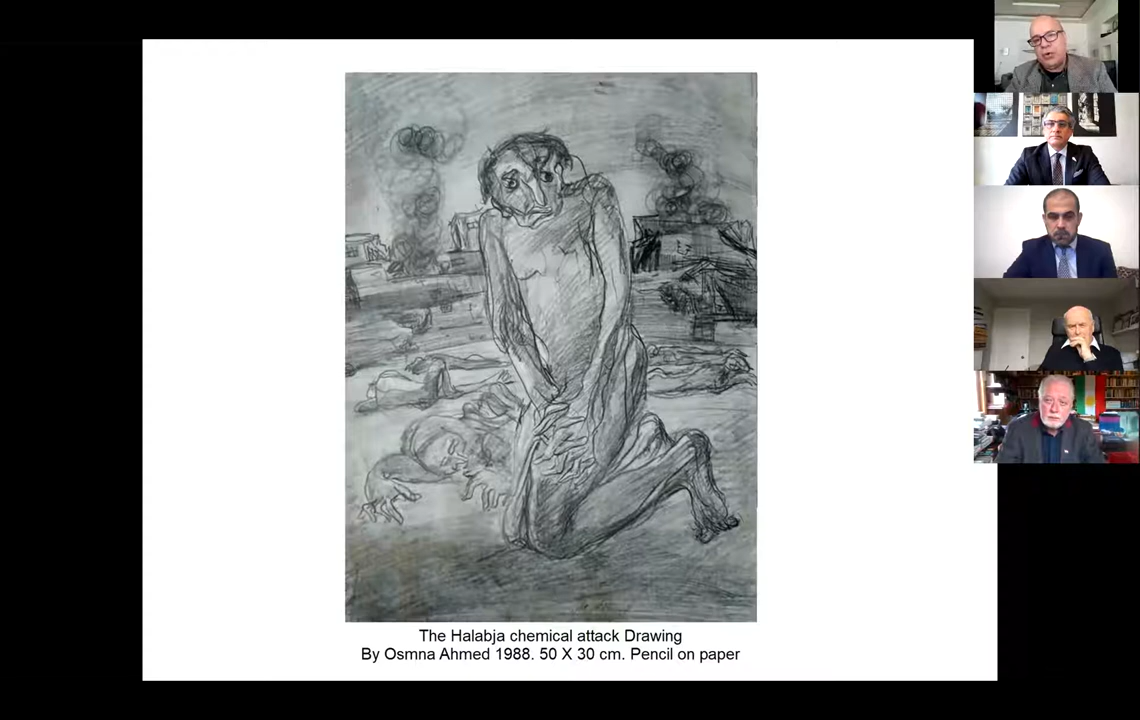 The Halabja chemical attack Drawing
By Osmna Ahmed 1988. 50 X 30 cm. Pencil on paper